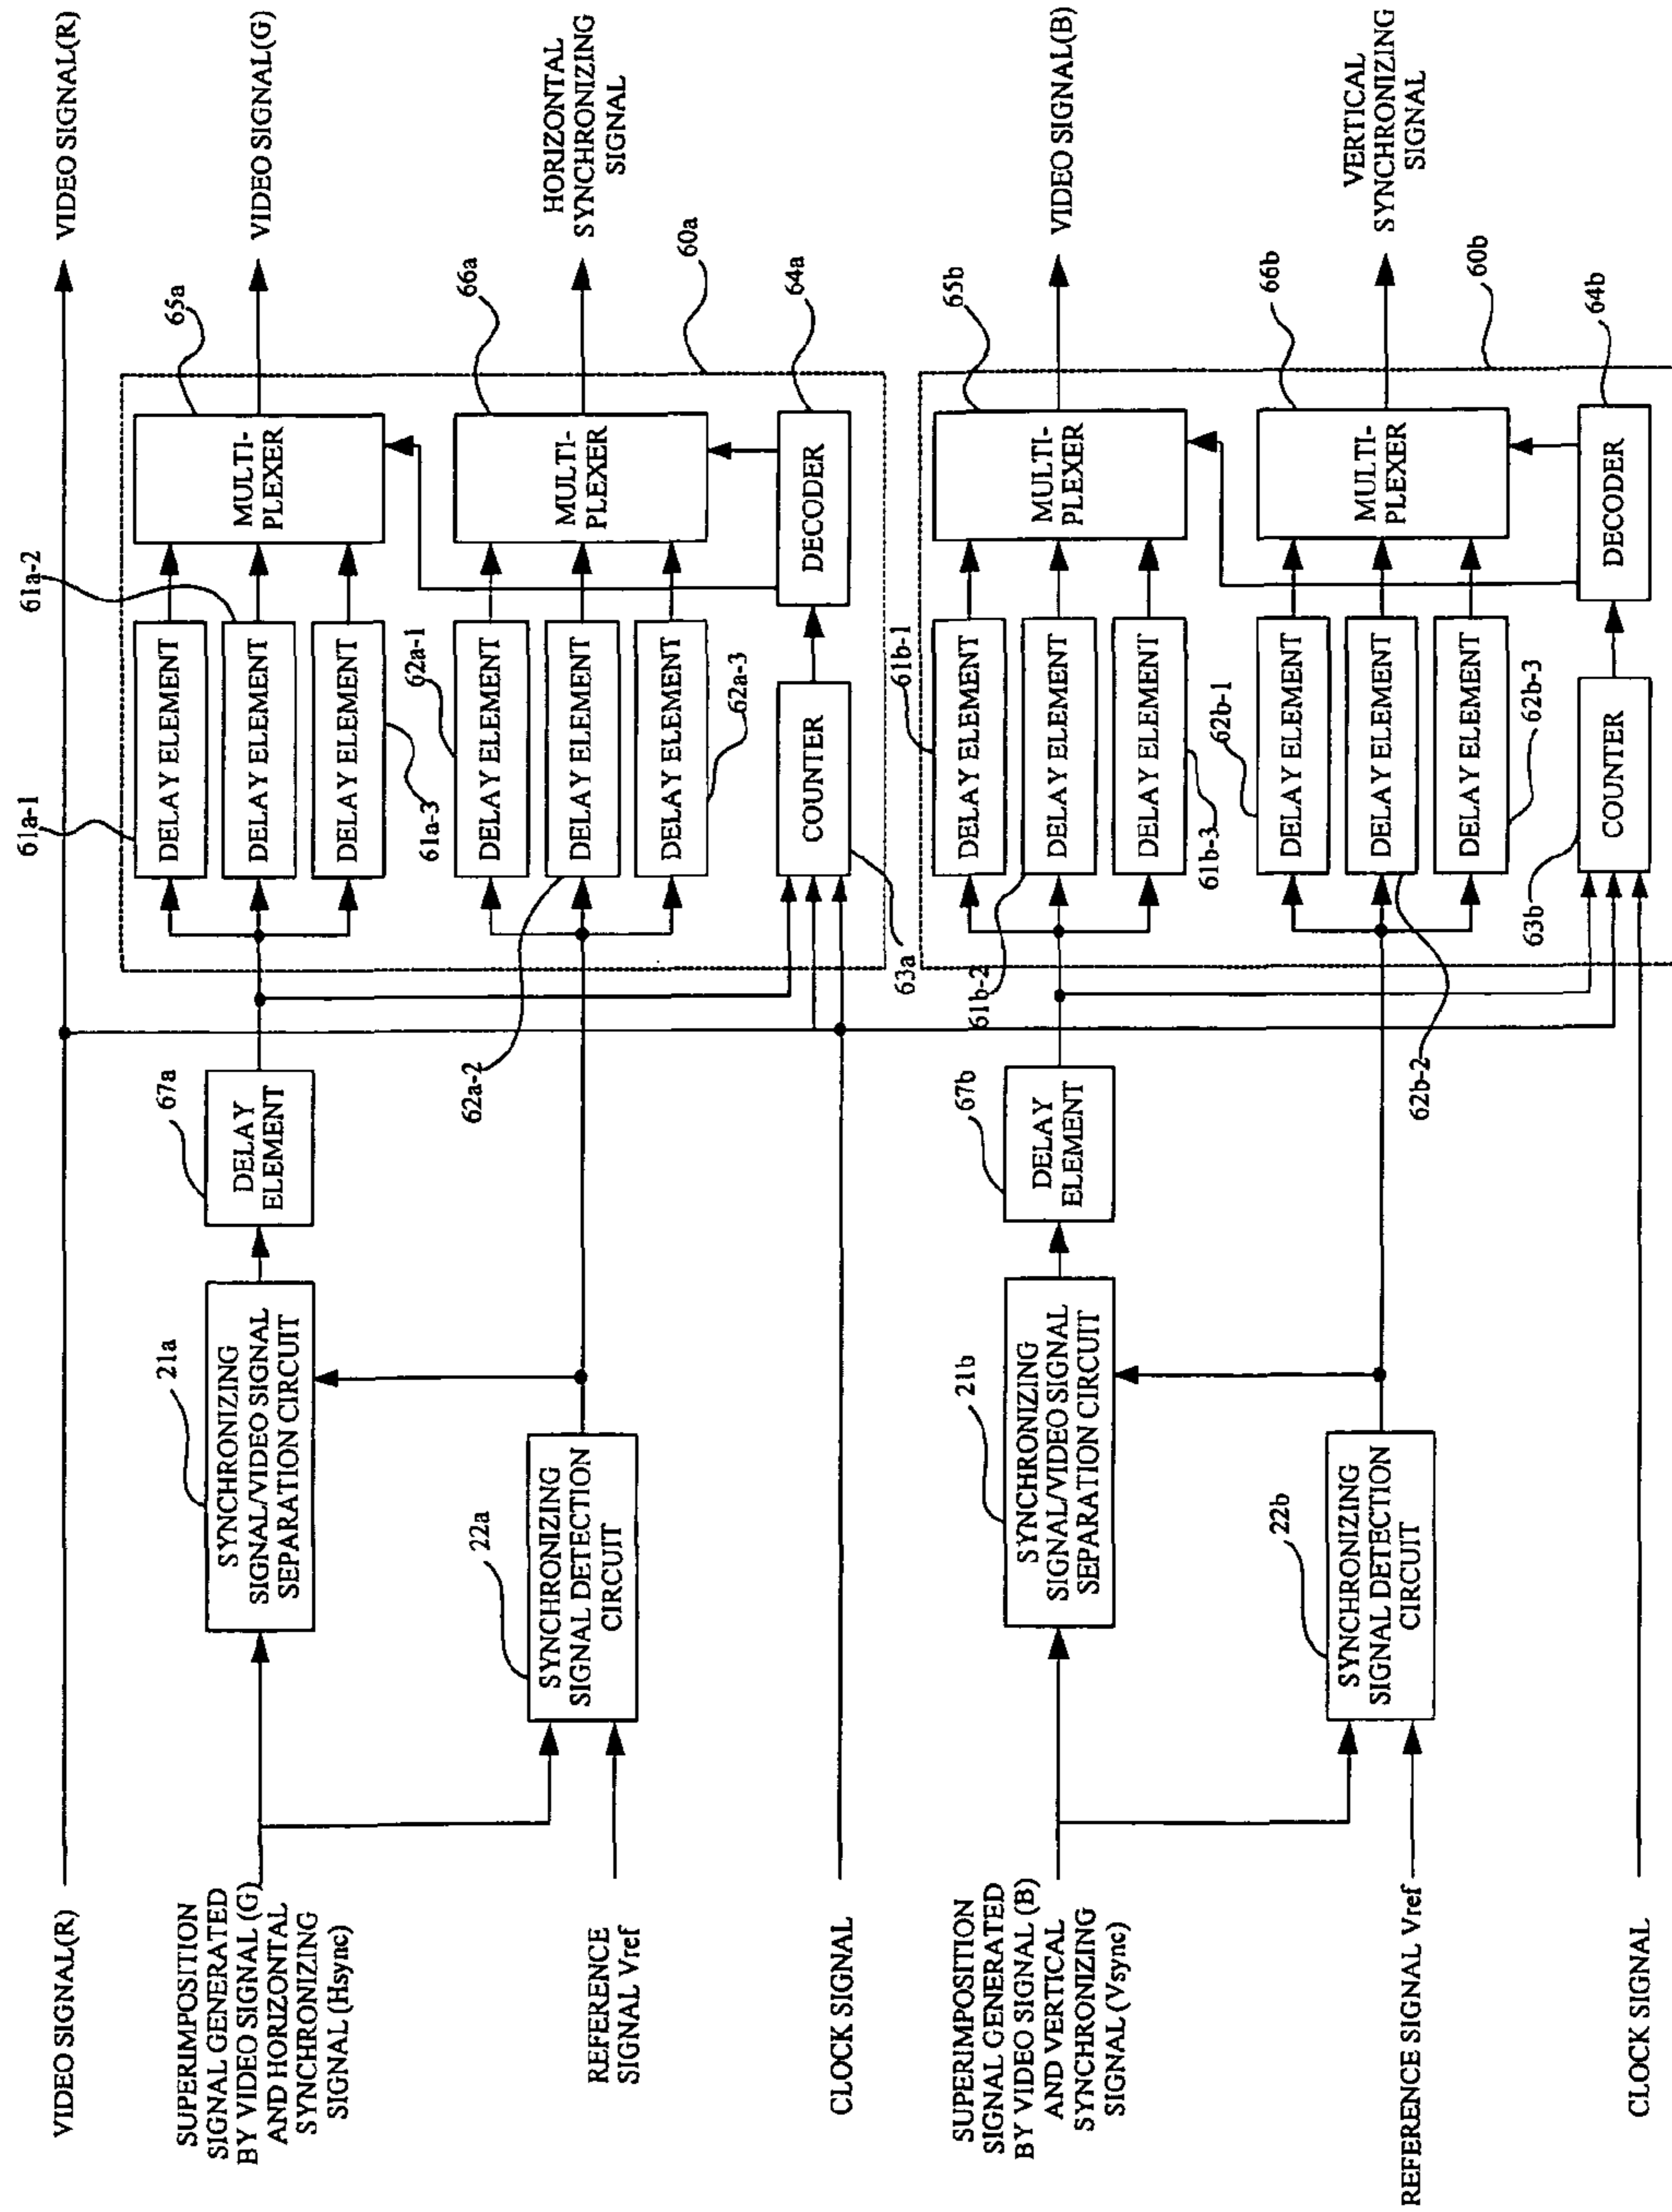 VIDEO SIGNAL(R)
VIDEO SIGNAL(R)
SUPERIMPOSITION
SIGNAL GENERATED
BY VIDEO SIGNAL (G)
AND HORIZONTAL
SYNCHRONIZING
SIGNAL (Hsync)
21a
SYNCHRONIZING
SIGNAL/VIDEO SIGNAL
SEPARATION CIRCUIT
67a
DELAY
ELEMENT
61a-1
DELAY ELEMENT
61a-2
DELAY ELEMENT
DELAY ELEMENT
61a-3
65a
MULTI-
PLEXER
VIDEO SIGNAL(G)
REFERENCE
SIGNAL Vref
22a
SYNCHRONIZING
SIGNAL DETECTION
CIRCUIT
62a-1
DELAY ELEMENT
DELAY ELEMENT
62a-2
DELAY ELEMENT
62a-3
66a
MULTI-
PLEXER
HORIZONTAL
SYNCHRONIZING
SIGNAL
60a
CLOCK SIGNAL
COUNTER
63a
DECODER
64a
SUPERIMPOSITION
SIGNAL GENERATED
BY VIDEO SIGNAL (B)
AND VERTICAL
SYNCHRONIZING
SIGNAL (Vsync)
21b
SYNCHRONIZING
SIGNAL/VIDEO SIGNAL
SEPARATION CIRCUIT
67b
DELAY
ELEMENT
61b-1
DELAY ELEMENT
61b-2
DELAY ELEMENT
DELAY ELEMENT
61b-3
65b
MULTI-
PLEXER
VIDEO SIGNAL(B)
REFERENCE SIGNAL Vref
22b
SYNCHRONIZING
SIGNAL DETECTION
CIRCUIT
62b-1
DELAY ELEMENT
DELAY ELEMENT
62b-2
DELAY ELEMENT
62b-3
66b
MULTI-
PLEXER
VERTICAL
SYNCHRONIZING
SIGNAL
60b
CLOCK SIGNAL
63b
COUNTER
DECODER
64b